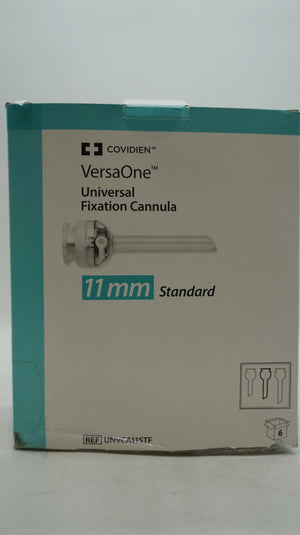 COVIDIEN™
VersaOne™
Universal
Fixation Cannula
11mm Standard
6
REF UNVCA11STF